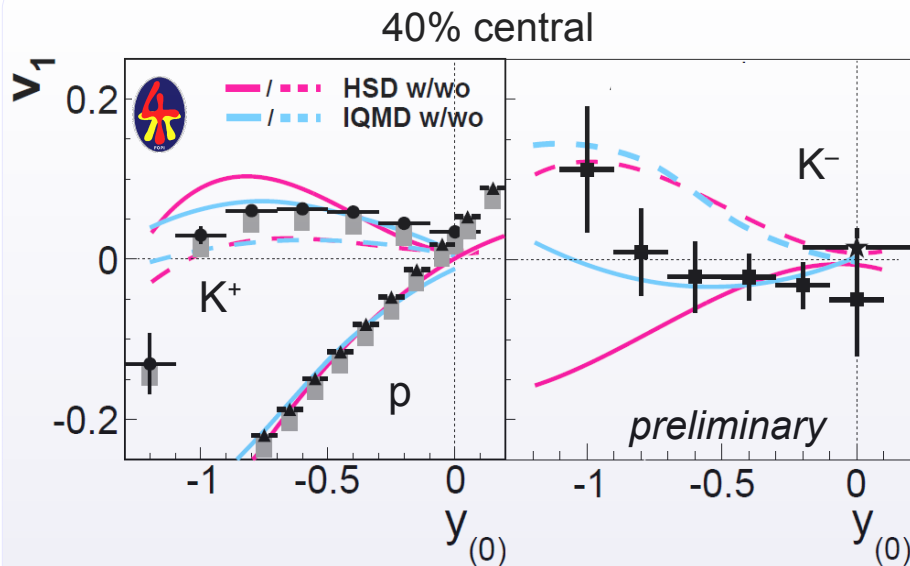 40% central
v₁
HSD w/wo
IQMD w/wo
0.2
0
-0.2
K⁺
p
K⁻
preliminary
-1
-0.5
0
-1
-0.5
0
y₍₀₎
y₍₀₎
FOPI